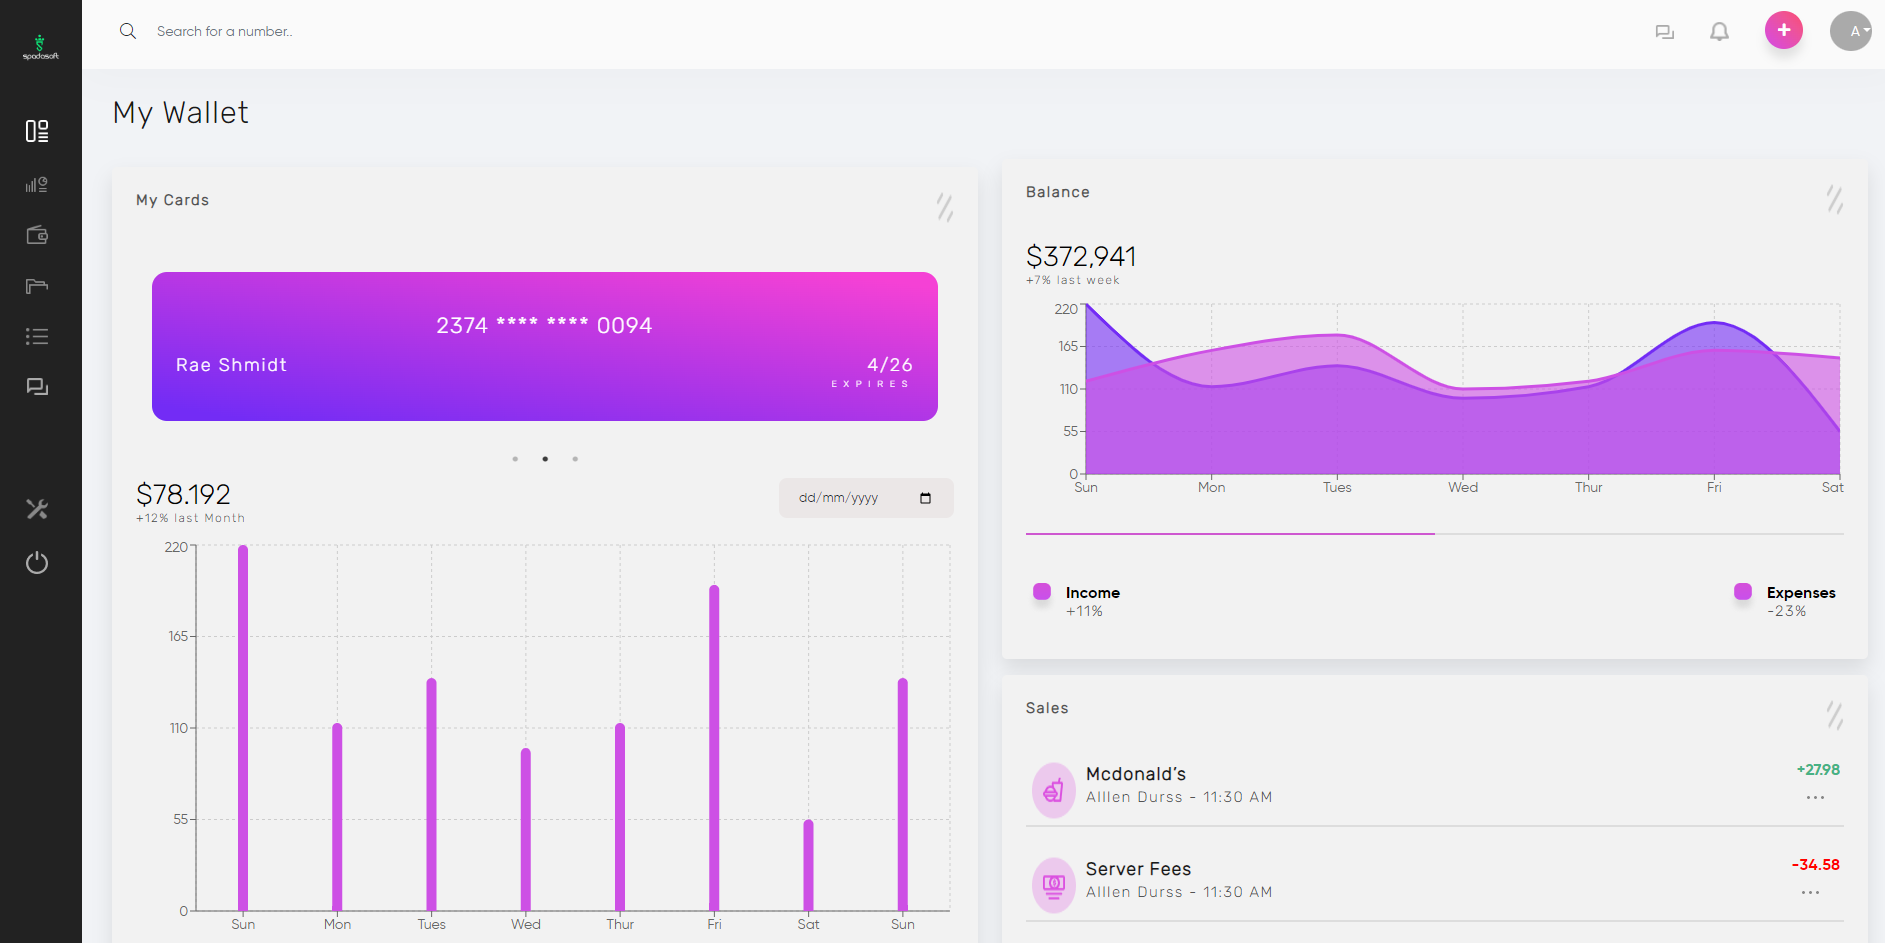 spadasoft
Search for a number..
A
My Wallet
My Cards
2374 **** **** 0094
Rae Shmidt
4/26
EXPIRES
$78.192
+12% last Month
dd/mm/yyyy
220
165
110
55
0
Sun Mon Tues Wed Thur Fri Sat Sun
Balance
$372,941
+7% last week
220
165
110
55
0
Sun Mon Tues Wed Thur Fri Sat
Income
+11%
Expenses
-23%
Sales
Mcdonald's
+27.98
Alllen Durss - 11:30 AM
Server Fees
-34.58
Alllen Durss - 11:30 AM